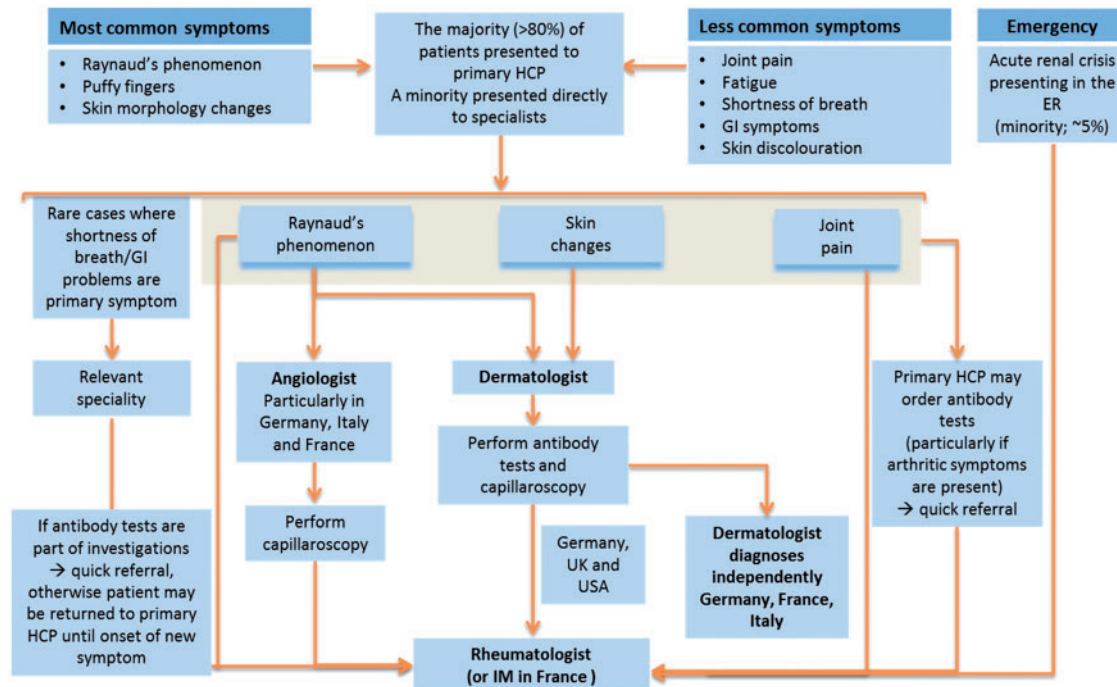 Most common symptoms
• Raynaud's phenomenon
• Puffy fingers
• Skin morphology changes
The majority (>80%) of
patients presented to
primary HCP
A minority presented directly
to specialists
Less common symptoms
• Joint pain
• Fatigue
• Shortness of breath
• GI symptoms
• Skin discolouration
Emergency
Acute renal crisis
presenting in the
ER
(minority; ~5%)
Rare cases where
shortness of
breath/GI
problems are
primary symptom
Raynaud's
phenomenon
Skin
changes
Joint
pain
Relevant
speciality
Angiologist
Particularly in
Germany, Italy
and France
Dermatologist
Primary HCP may
order antibody
tests
(particularly if
arthritic symptoms
are present)
→ quick referral
Perform antibody
tests and
capillaroscopy
If antibody tests are
part of investigations
→ quick referral,
otherwise patient may
be returned to primary
HCP until onset of new
symptom
Perform
capillaroscopy
Germany,
UK and
USA
Dermatologist
diagnoses
independently
Germany, France,
Italy
Rheumatologist
(or IM in France )